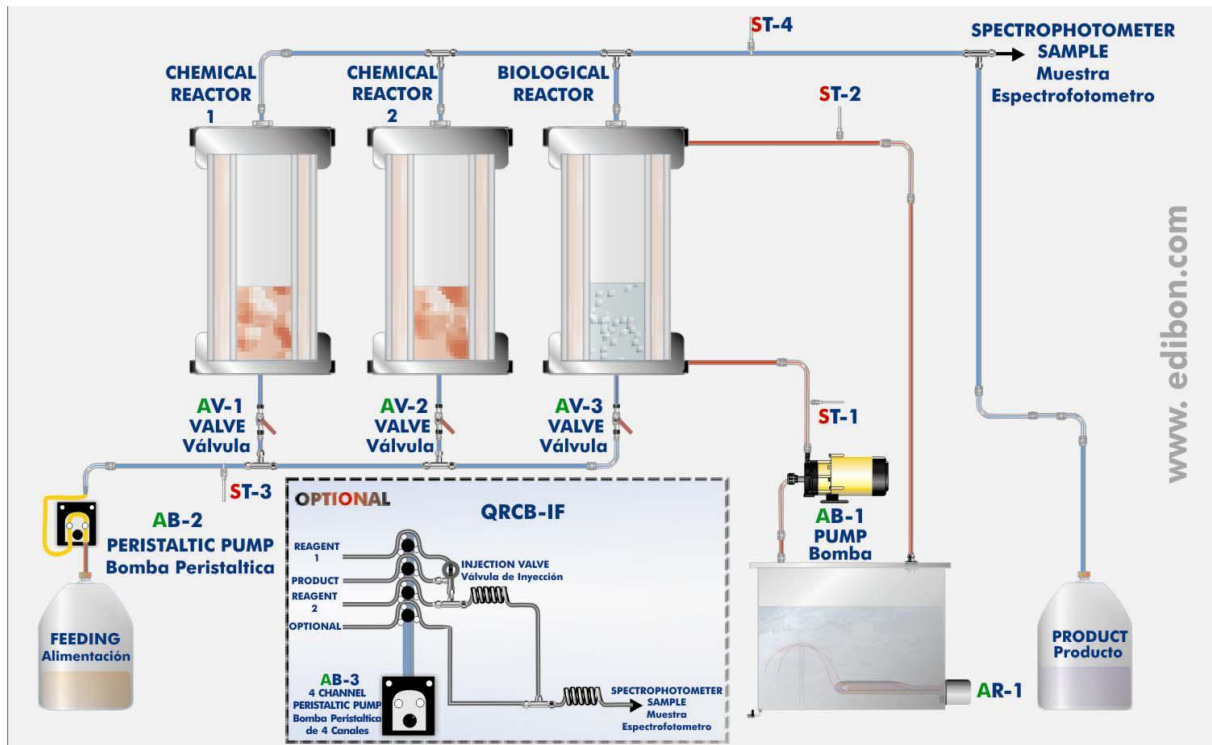 ST-4
SPECTROPHOTOMETER
SAMPLE
Muestra
Espectrofotometro
CHEMICAL
REACTOR
1
CHEMICAL
REACTOR
2
BIOLOGICAL
REACTOR
ST-2
AV-1
VALVE
Válvula
AV-2
VALVE
Válvula
AV-3
VALVE
Válvula
ST-1
ST-3
AB-2
PERISTALTIC PUMP
Bomba Peristaltica
AB-1
PUMP
Bomba
FEEDING
Alimentación
OPTIONAL
QRCB-IF
REAGENT
1
PRODUCT
REAGENT
2
OPTIONAL
INJECTION VALVE
Válvula de Inyección
AB-3
4 CHANNEL
PERISTALTIC PUMP
Bomba Peristaltica
de 4 Canales
SPECTROPHOTOMETER
SAMPLE
Muestra
Espectrofotometro
AR-1
PRODUCT
Producto
www. edibon.com